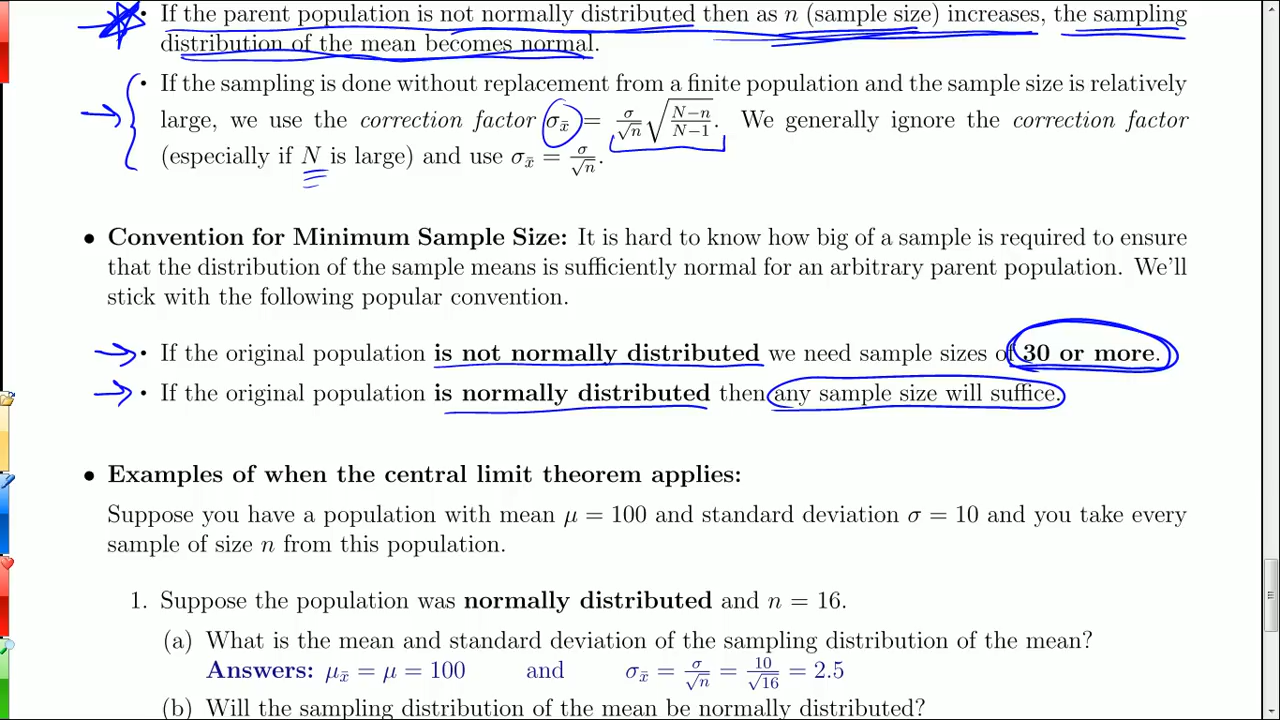 · If the parent population is not normally distributed then as n (sample size) increases, the sampling
distribution of the mean becomes normal.
· If the sampling is done without replacement from a finite population and the sample size is relatively
large, we use the correction factor σ_x̄ = σ/√n √((N−n)/(N−1)). We generally ignore the correction factor
(especially if N is large) and use σ_x̄ = σ/√n.
• Convention for Minimum Sample Size: It is hard to know how big of a sample is required to ensure
that the distribution of the sample means is sufficiently normal for an arbitrary parent population. We'll
stick with the following popular convention.
· If the original population is not normally distributed we need sample sizes of 30 or more.
· If the original population is normally distributed then any sample size will suffice.
• Examples of when the central limit theorem applies:
Suppose you have a population with mean μ = 100 and standard deviation σ = 10 and you take every
sample of size n from this population.
1. Suppose the population was normally distributed and n = 16.
(a) What is the mean and standard deviation of the sampling distribution of the mean?
Answers: μ_x̄ = μ = 100 and σ_x̄ = σ/√n = 10/√16 = 2.5
(b) Will the sampling distribution of the mean be normally distributed?